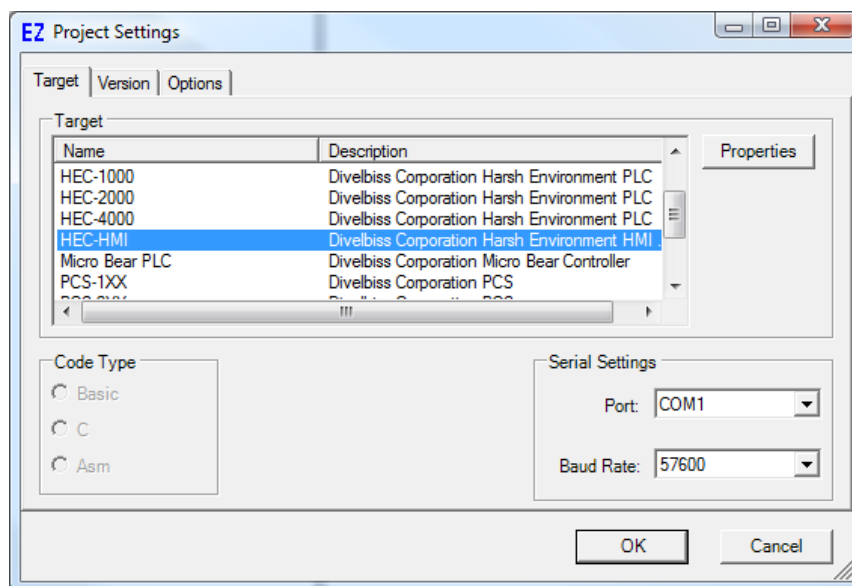 EZ Project Settings
Target Version Options
Target
Name Description
HEC-1000 Divelbiss Corporation Harsh Environment PLC
HEC-2000 Divelbiss Corporation Harsh Environment PLC
HEC-4000 Divelbiss Corporation Harsh Environment PLC
HEC-HMI Divelbiss Corporation Harsh Environment HMI .
Micro Bear PLC Divelbiss Corporation Micro Bear Controller
PCS-1XX Divelbiss Corporation PCS
Properties
Code Type
Basic
C
Asm
Serial Settings
Port: COM1
Baud Rate: 57600
OK Cancel